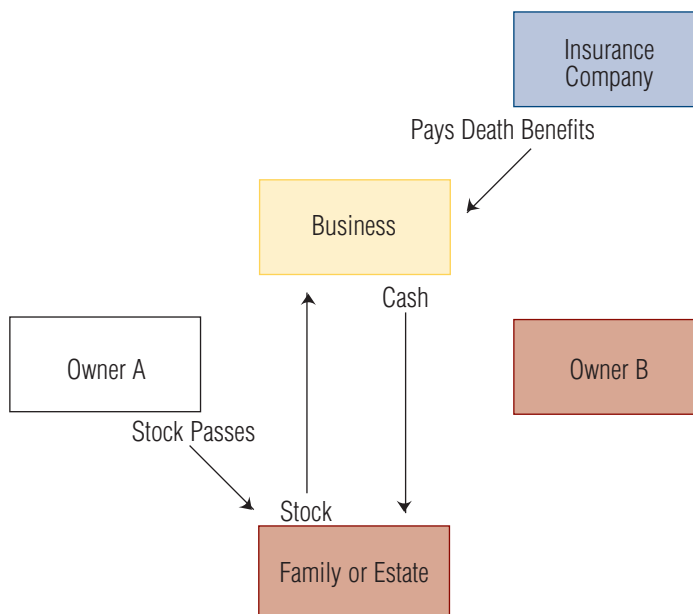 Insurance
Company
Pays Death Benefits
Business
Cash
Owner A
Owner B
Stock Passes
Stock
Family or Estate